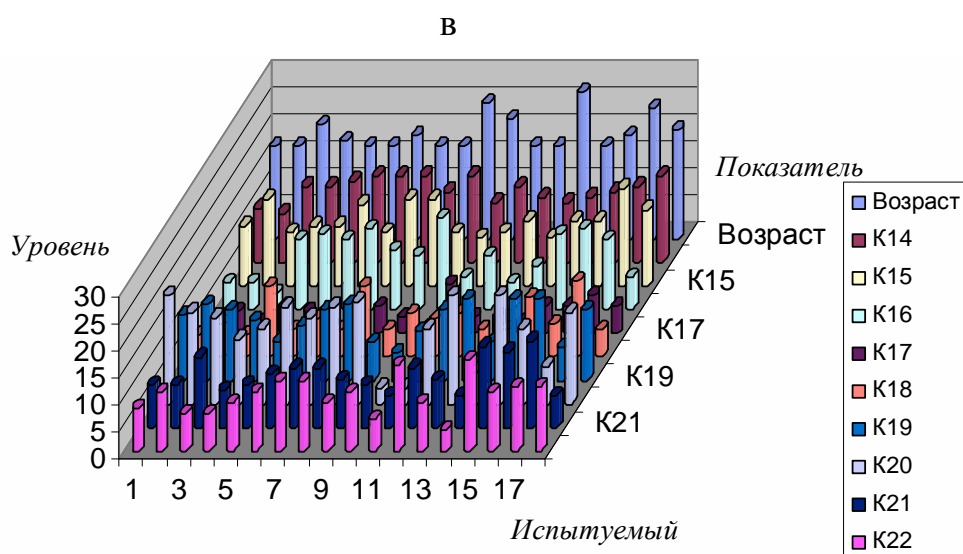 В
Показатель
Уровень
30
25
20
15
10
5
0
1 3 5 7 9 11 13 15 17
Испытуемый
Возраст
К15
К17
К19
К21
Возраст
К14
К15
К16
К17
К18
К19
К20
К21
К22